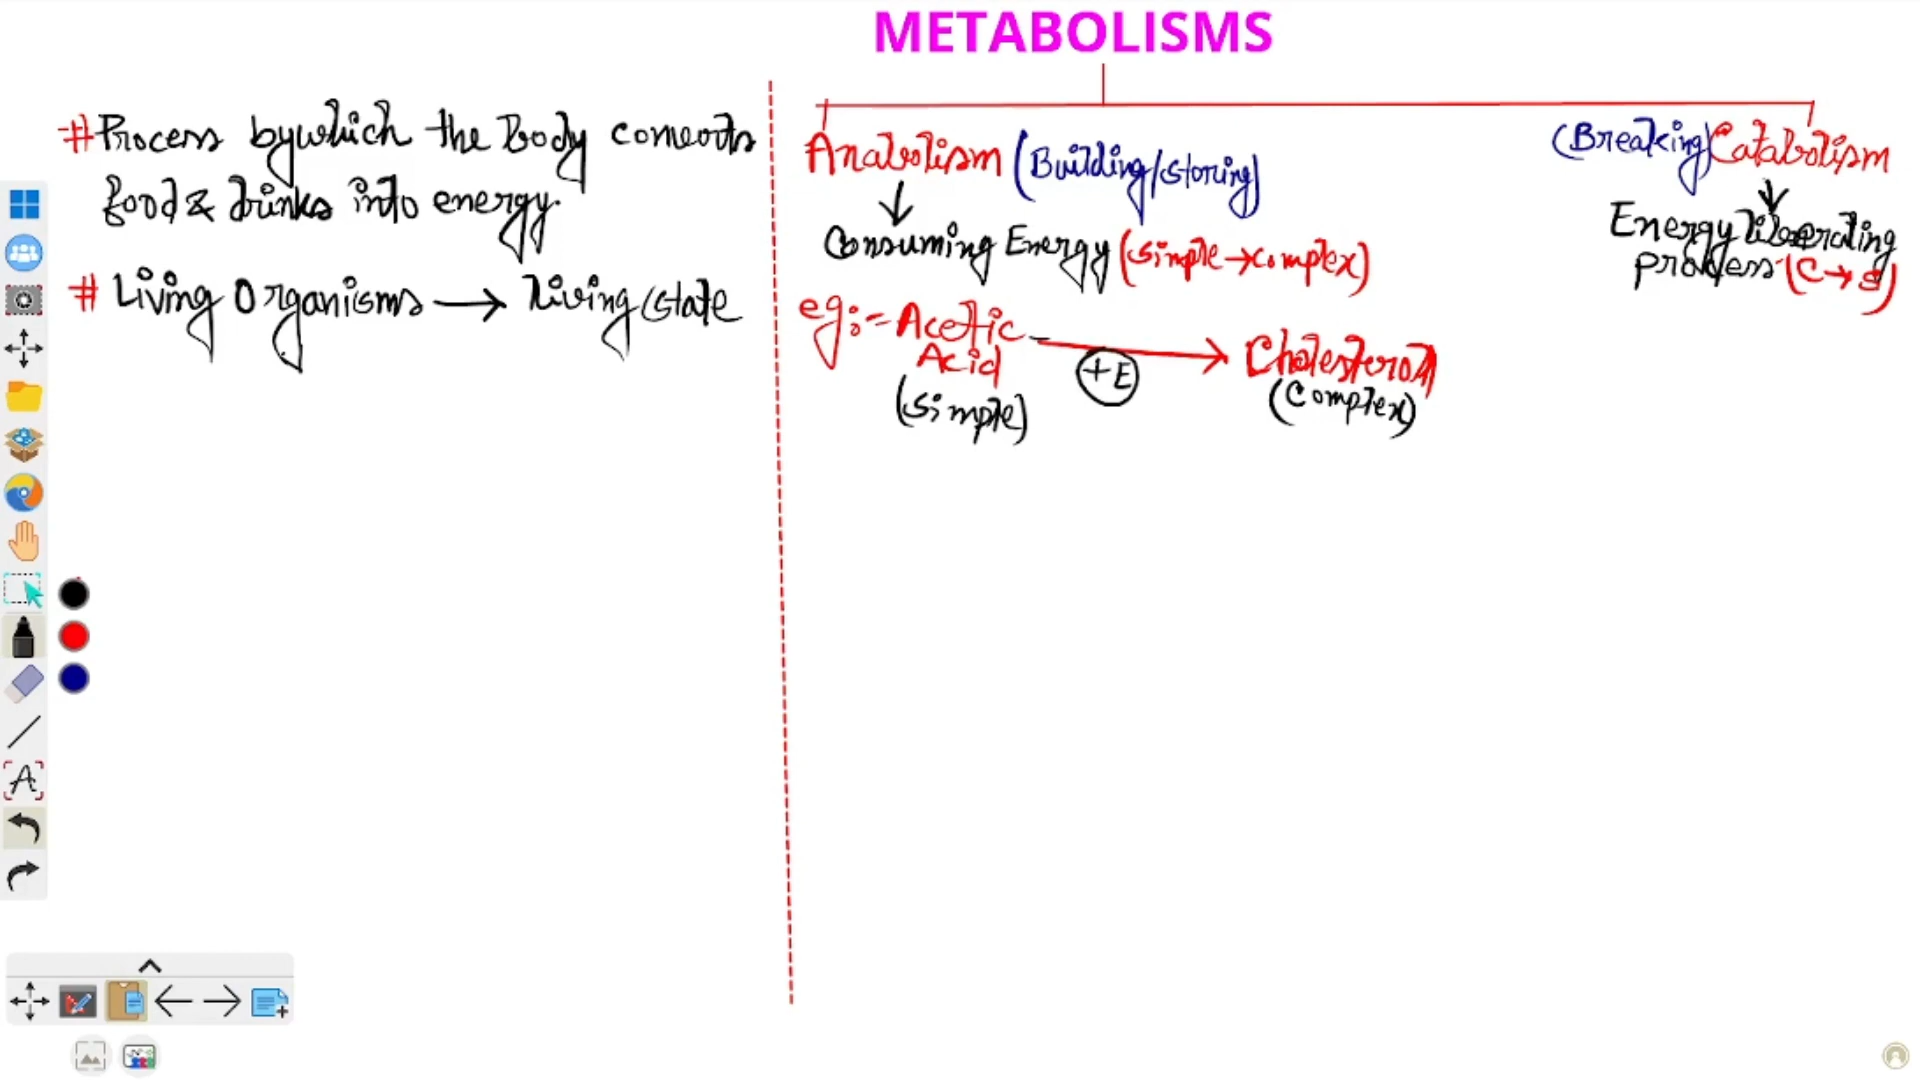 METABOLISMS
# Process bywhich the Body converts
food & drinks into energy.
# Living Organisms → Living/State
Anabolism (Building/Storing)
↓
Consuming Energy (Simple→Complex)
eg:- Acetic Acid → Cholesterol
+E
(Simple) (Complex)
(Breaking) Catabolism
↓
Energy liberating
process (C→S)